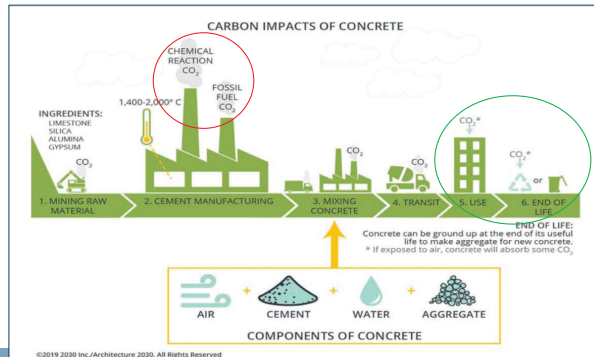 CARBON IMPACTS OF CONCRETE
CHEMICAL
REACTION
CO₂
FOSSIL
FUEL
CO₂
1,400-2,000° C
INGREDIENTS:
LIMESTONE
SILICA
ALUMINA
GYPSUM
CO₂
CO₂
CO₂
CO₂*
CO₂*
or
1. MINING RAW
MATERIAL
2. CEMENT MANUFACTURING
3. MIXING
CONCRETE
4. TRANSIT
5. USE
6. END OF
LIFE
END OF LIFE:
Concrete can be ground up at the end of its useful
life to make aggregate for new concrete.
* If exposed to air, concrete will absorb some CO₂
+
+
+
AIR
CEMENT
WATER
AGGREGATE
COMPONENTS OF CONCRETE
©2019 2030 Inc./Architecture 2030. All Rights Reserved